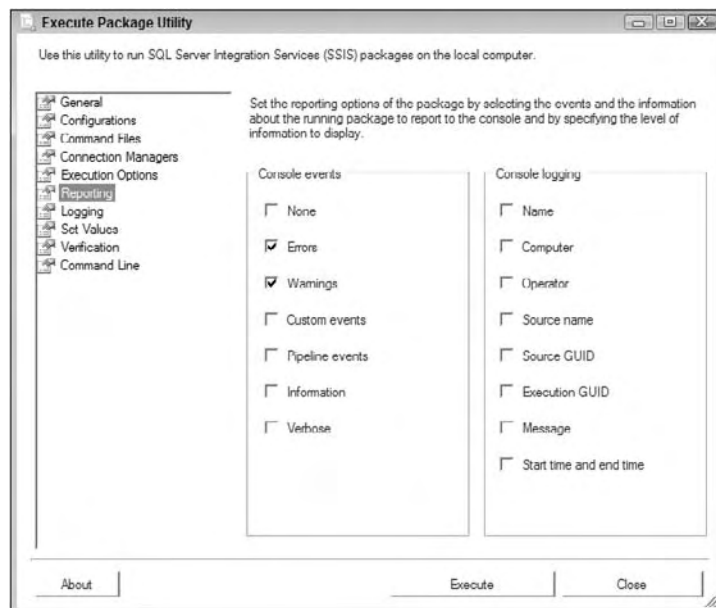 Execute Package Utility
Use this utility to run SQL Server Integration Services (SSIS) packages on the local computer.
General
Configurations
Command Files
Connection Managers
Execution Options
Reporting
Logging
Set Values
Verification
Command Line
Set the reporting options of the package by selecting the events and the information
about the running package to report to the console and by specifying the level of
information to display.
Console events
None
Errors
Warnings
Custom events
Pipeline events
Information
Verbose
Console logging
Name
Computer
Operator
Source name
Source GUID
Execution GUID
Message
Start time and end time
About
Execute
Close